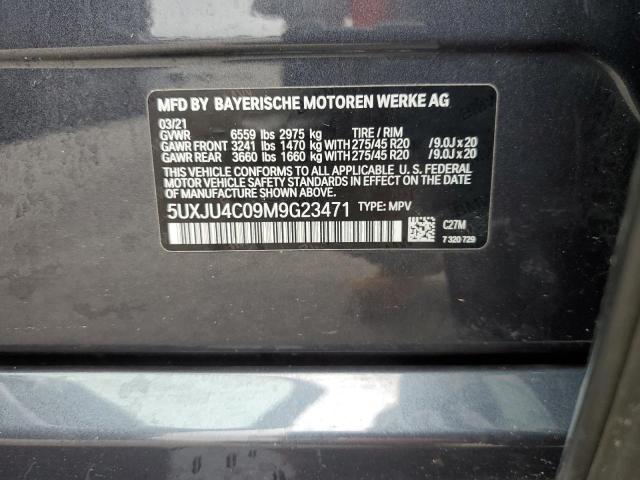 MFD BY BAYERISCHE MOTOREN WERKE AG
03/21
GVWR 6559 lbs 2975 kg TIRE / RIM
GAWR FRONT 3241 lbs 1470 kg WITH 275/45 R20 /9.0J x 20
GAWR REAR 3660 lbs 1660 kg WITH 275/45 R20 /9.0J x 20
THIS VEHICLE CONFORMS TO ALL APPLICABLE U. S. FEDERAL
MOTOR VEHICLE SAFETY STANDARDS IN EFFECT ON THE DATE
OF MANUFACTURE SHOWN ABOVE.
5UXJU4C09M9G23471 TYPE: MPV
C27M
7 320 729